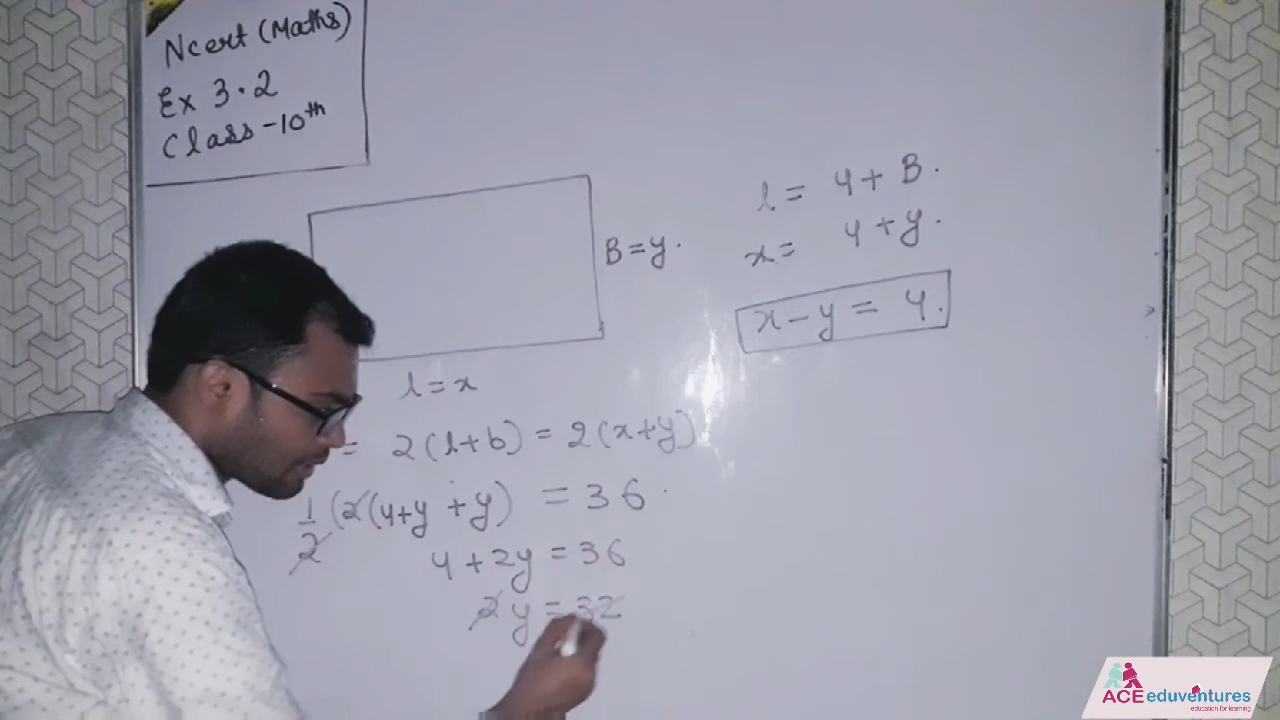 Ncert (Maths)
Ex 3.2
Class-10th
B = y.
l = x
l = 4 + B.
x = 4 + y.
x - y = 4.
= 2(l+b) = 2(x+y)
1/2 (2(4+y +y) = 36.
4 + 2y = 36
2y = 32
ACE eduventures
education for learning